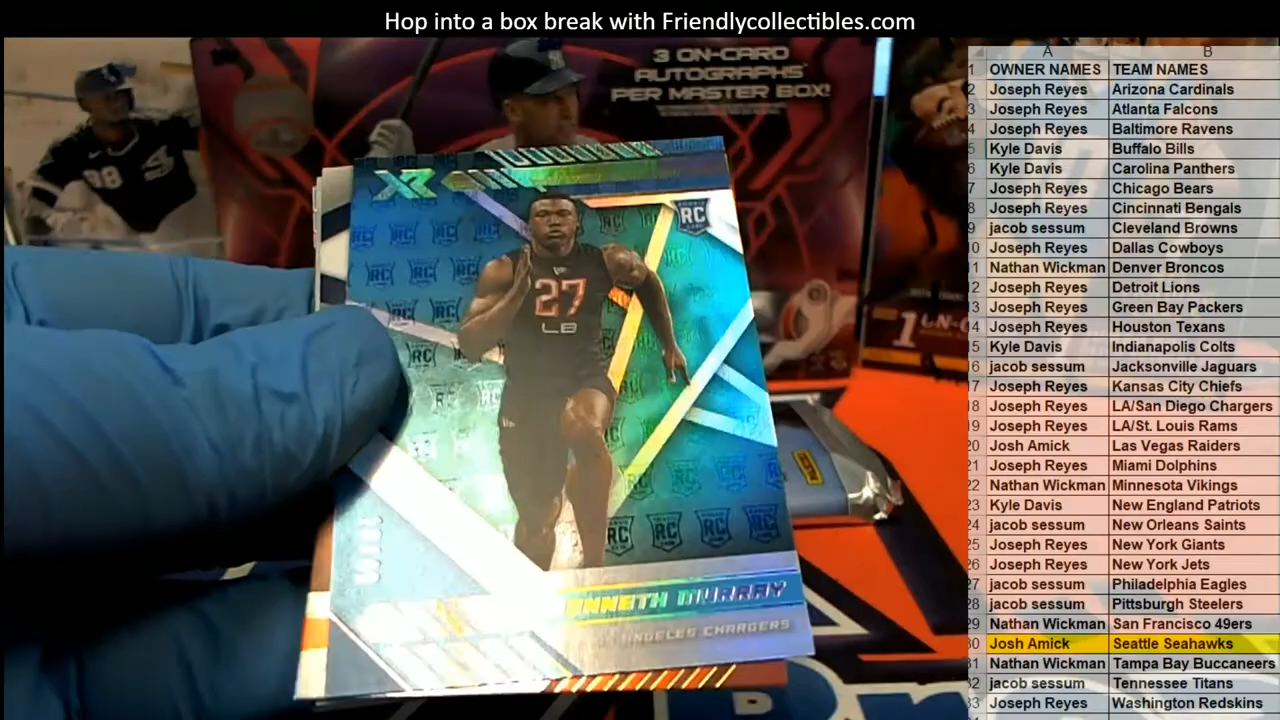 Hop into a box break with Friendlycollectibles.com
3 ON-CARD
AUTOGRAPHS
PER MASTER BOX!
98
XR
RC
27
LB
KENNETH MURRAY
ANGELES CHARGERS
1 ON-C
A B
1 OWNER NAMES TEAM NAMES
2 Joseph Reyes Arizona Cardinals
3 Joseph Reyes Atlanta Falcons
4 Joseph Reyes Baltimore Ravens
5 Kyle Davis Buffalo Bills
6 Kyle Davis Carolina Panthers
7 Joseph Reyes Chicago Bears
8 Joseph Reyes Cincinnati Bengals
9 jacob sessum Cleveland Browns
10 Joseph Reyes Dallas Cowboys
11 Nathan Wickman Denver Broncos
12 Joseph Reyes Detroit Lions
13 Joseph Reyes Green Bay Packers
14 Joseph Reyes Houston Texans
15 Kyle Davis Indianapolis Colts
16 jacob sessum Jacksonville Jaguars
17 Joseph Reyes Kansas City Chiefs
18 Joseph Reyes LA/San Diego Chargers
19 Joseph Reyes LA/St. Louis Rams
20 Josh Amick Las Vegas Raiders
21 Joseph Reyes Miami Dolphins
22 Nathan Wickman Minnesota Vikings
23 Kyle Davis New England Patriots
24 jacob sessum New Orleans Saints
25 Joseph Reyes New York Giants
26 Joseph Reyes New York Jets
27 jacob sessum Philadelphia Eagles
28 jacob sessum Pittsburgh Steelers
29 Nathan Wickman San Francisco 49ers
30 Josh Amick Seattle Seahawks
31 Nathan Wickman Tampa Bay Buccaneers
32 jacob sessum Tennessee Titans
33 Joseph Reyes Washington Redskins